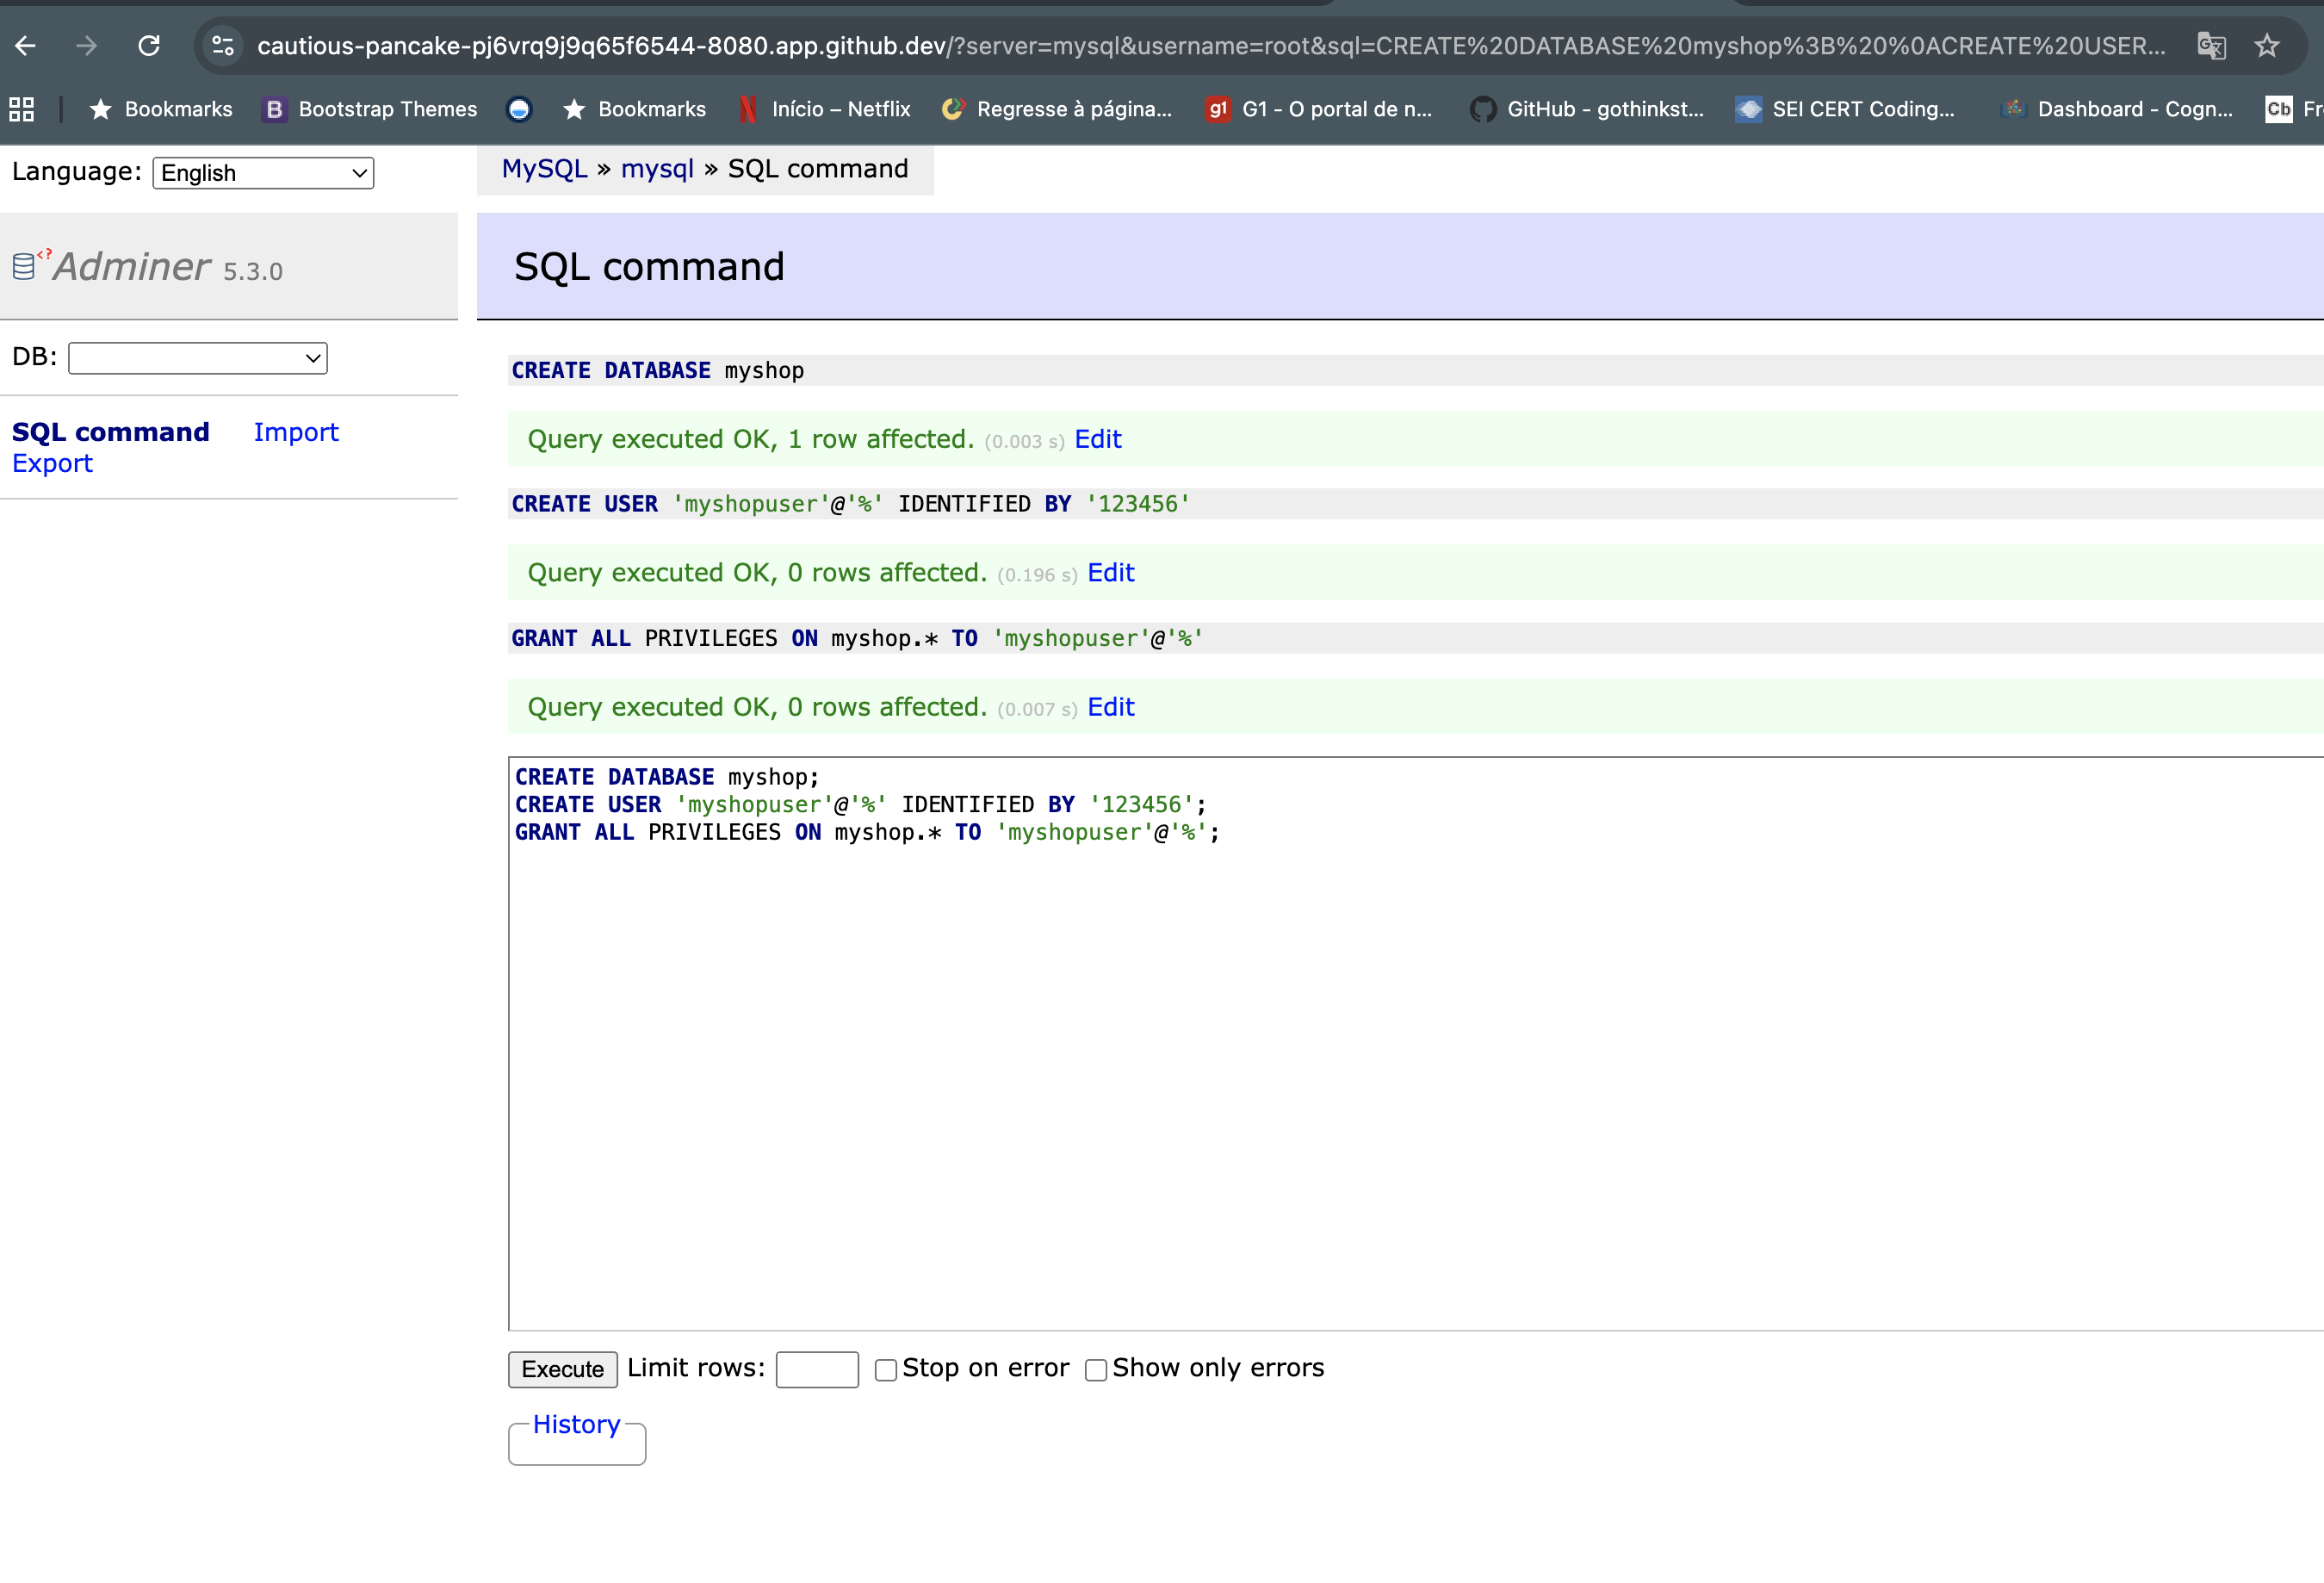 cautious-pancake-pj6vrq9j9q65f6544-8080.app.github.dev/?server=mysql&username=root&sql=CREATE%20DATABASE%20myshop%3B%20%0ACREATE%20USER...
Bookmarks B Bootstrap Themes Bookmarks N Início – Netflix Regresse à página... g1 G1 - O portal de n... GitHub - gothinkst... SEI CERT Coding... Dashboard - Cogn... Cb Fr
Language: English
MySQL » mysql » SQL command
Adminer 5.3.0
SQL command
DB:
SQL command Import
Export
CREATE DATABASE myshop
Query executed OK, 1 row affected. (0.003 s) Edit
CREATE USER 'myshopuser'@'%' IDENTIFIED BY '123456'
Query executed OK, 0 rows affected. (0.196 s) Edit
GRANT ALL PRIVILEGES ON myshop.* TO 'myshopuser'@'%'
Query executed OK, 0 rows affected. (0.007 s) Edit
CREATE DATABASE myshop;
CREATE USER 'myshopuser'@'%' IDENTIFIED BY '123456';
GRANT ALL PRIVILEGES ON myshop.* TO 'myshopuser'@'%';
Execute Limit rows: Stop on error Show only errors
History